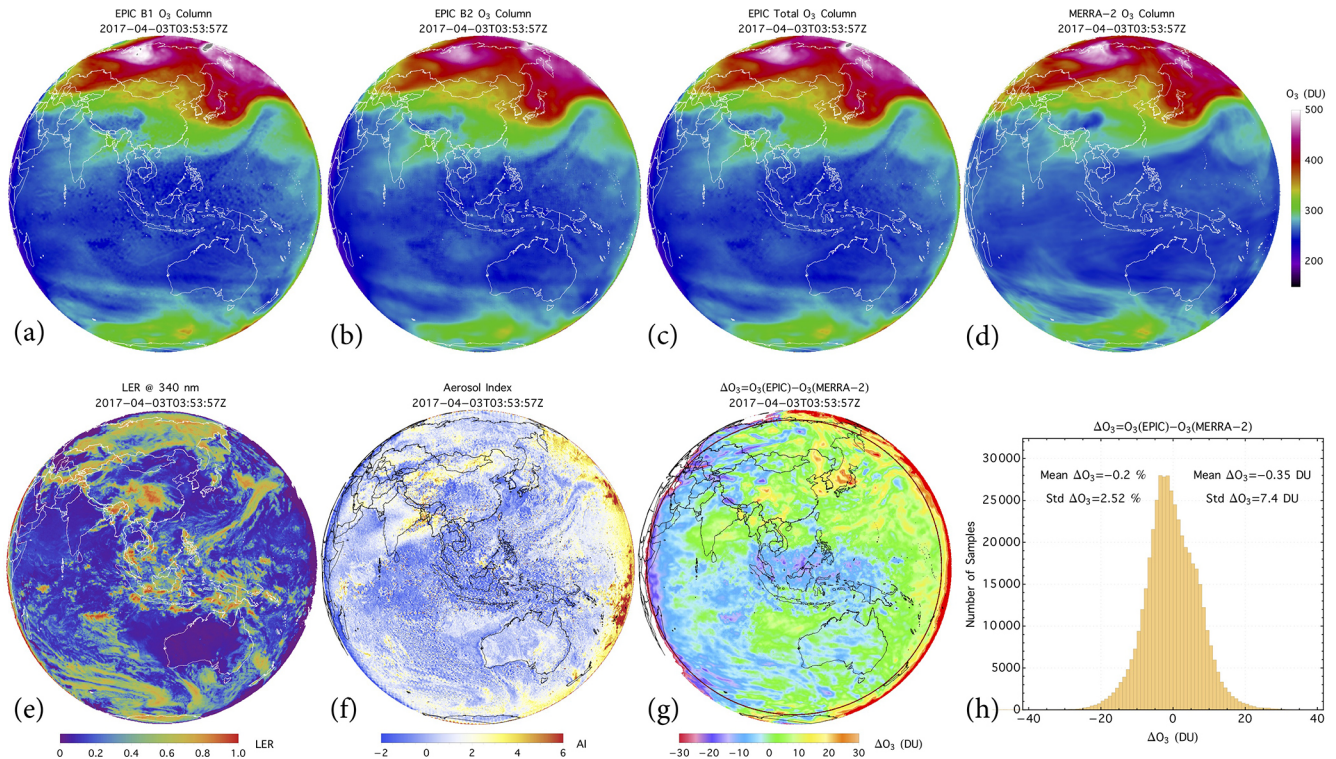 EPIC B1 O₃ Column
2017−04−03T03:53:57Z
EPIC B2 O₃ Column
2017−04−03T03:53:57Z
EPIC Total O₃ Column
2017−04−03T03:53:57Z
MERRA−2 O₃ Column
2017−04−03T03:53:57Z
O₃ (DU)
500
400
300
200
(a)
(b)
(c)
(d)
LER @ 340 nm
2017−04−03T03:53:57Z
Aerosol Index
2017−04−03T03:53:57Z
ΔO₃=O₃(EPIC)−O₃(MERRA−2)
2017−04−03T03:53:57Z
ΔO₃=O₃(EPIC)−O₃(MERRA−2)
Mean ΔO₃=−0.2 %
Std ΔO₃=2.52 %
Mean ΔO₃=−0.35 DU
Std ΔO₃=7.4 DU
Number of Samples
30000
25000
20000
15000
10000
5000
0
−40 −20 0 20 40
ΔO₃ (DU)
(e)
(f)
(g)
(h)
0 0.2 0.4 0.6 0.8 1.0
LER
−2 0 2 4 6
AI
−30 −20 −10 0 10 20 30
ΔO₃ (DU)